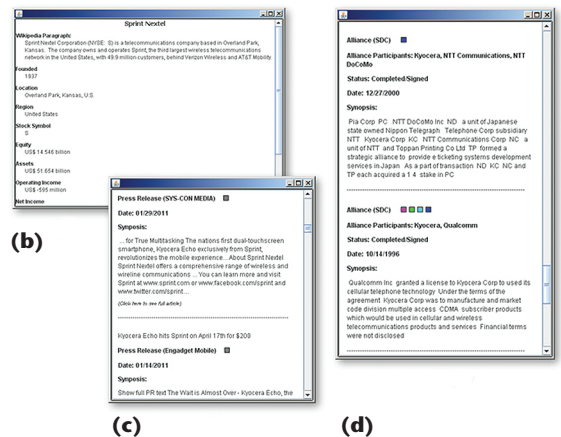 Sprint Nextel
Wikipedia Paragraph:
Sprint Nextel Corporation (NYSE: S) is a telecommunications company based in Overland Park,
Kansas. The company owns and operates Sprint, the third largest wireless telecommunications
network in the United States, with 49.9 million customers, behind Verizon Wireless and AT&T Mobility.
Founded
1937
Location
Overland Park, Kansas, U.S.
Region
United States
Stock Symbol
S
Equity
US$ 14.546 billion
Assets
US$ 51.654 billion
Operating Income
US$ -595 million
Net Income
(b)
Press Release (SYS-CON MEDIA)
Date: 01/29/2011
Synposis:
... for True Multitasking The nations first dual-touchscreen
smartphone, Kyocera Echo exclusively from Sprint,
revolutionizes the mobile experience... About Sprint Nextel
Sprint Nextel offers a comprehensive range of wireless and
wireline communications ... You can learn more and visit
Sprint at www.sprint.com or www.facebook.com/sprint and
www.twitter.com/sprint...
(Click here to see full article)
Kyocera Echo hits Sprint on April 17th for $200
Press Release (Engadget Mobile)
Date: 01/14/2011
Synposis:
Show full PR text The Wait is Almost Over - Kyocera Echo, the
(c)
Alliance (SDC)
Alliance Participants: Kyocera, NTT Communications, NTT
DoCoMo
Status: Completed/Signed
Date: 12/27/2000
Synopsis:
Pia Corp PC NTT DoCoMo Inc ND a unit of Japanese
state owned Nippon Telegraph Telephone Corp subsidiary
NTT Kyocera Corp KC NTT Communications Corp NC a
unit of NTT and Toppan Printing Co Ltd TP formed a
strategic alliance to provide e ticketing systems development
services in Japan As a part of transaction ND KC NC and
TP each acquired a 1 4 stake in PC
Alliance (SDC)
Alliance Participants: Kyocera, Qualcomm
Status: Completed/Signed
Date: 10/14/1996
Synopsis:
Qualcomm Inc granted a license to Kyocera Corp to used its
cellular telephone technology Under the terms of the
agreement Kyocera Corp was to manufacture and market
code division multiple access CDMA subscriber products
which would be used in cellular and wireless
telecommunications products and services Financial terms
were not disclosed
(d)